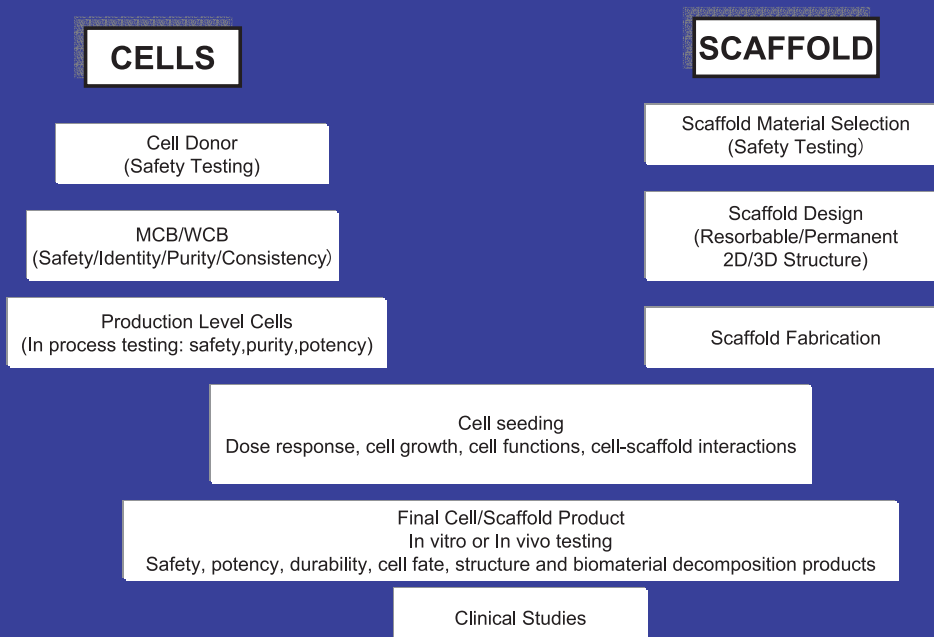 CELLS
Cell Donor
(Safety Testing)
MCB/WCB
(Safety/Identity/Purity/Consistency)
Production Level Cells
(In process testing: safety,purity,potency)
SCAFFOLD
Scaffold Material Selection
(Safety Testing)
Scaffold Design
(Resorbable/Permanent
2D/3D Structure)
Scaffold Fabrication
Cell seeding
Dose response, cell growth, cell functions, cell-scaffold interactions
Final Cell/Scaffold Product
In vitro or In vivo testing
Safety, potency, durability, cell fate, structure and biomaterial decomposition products
Clinical Studies